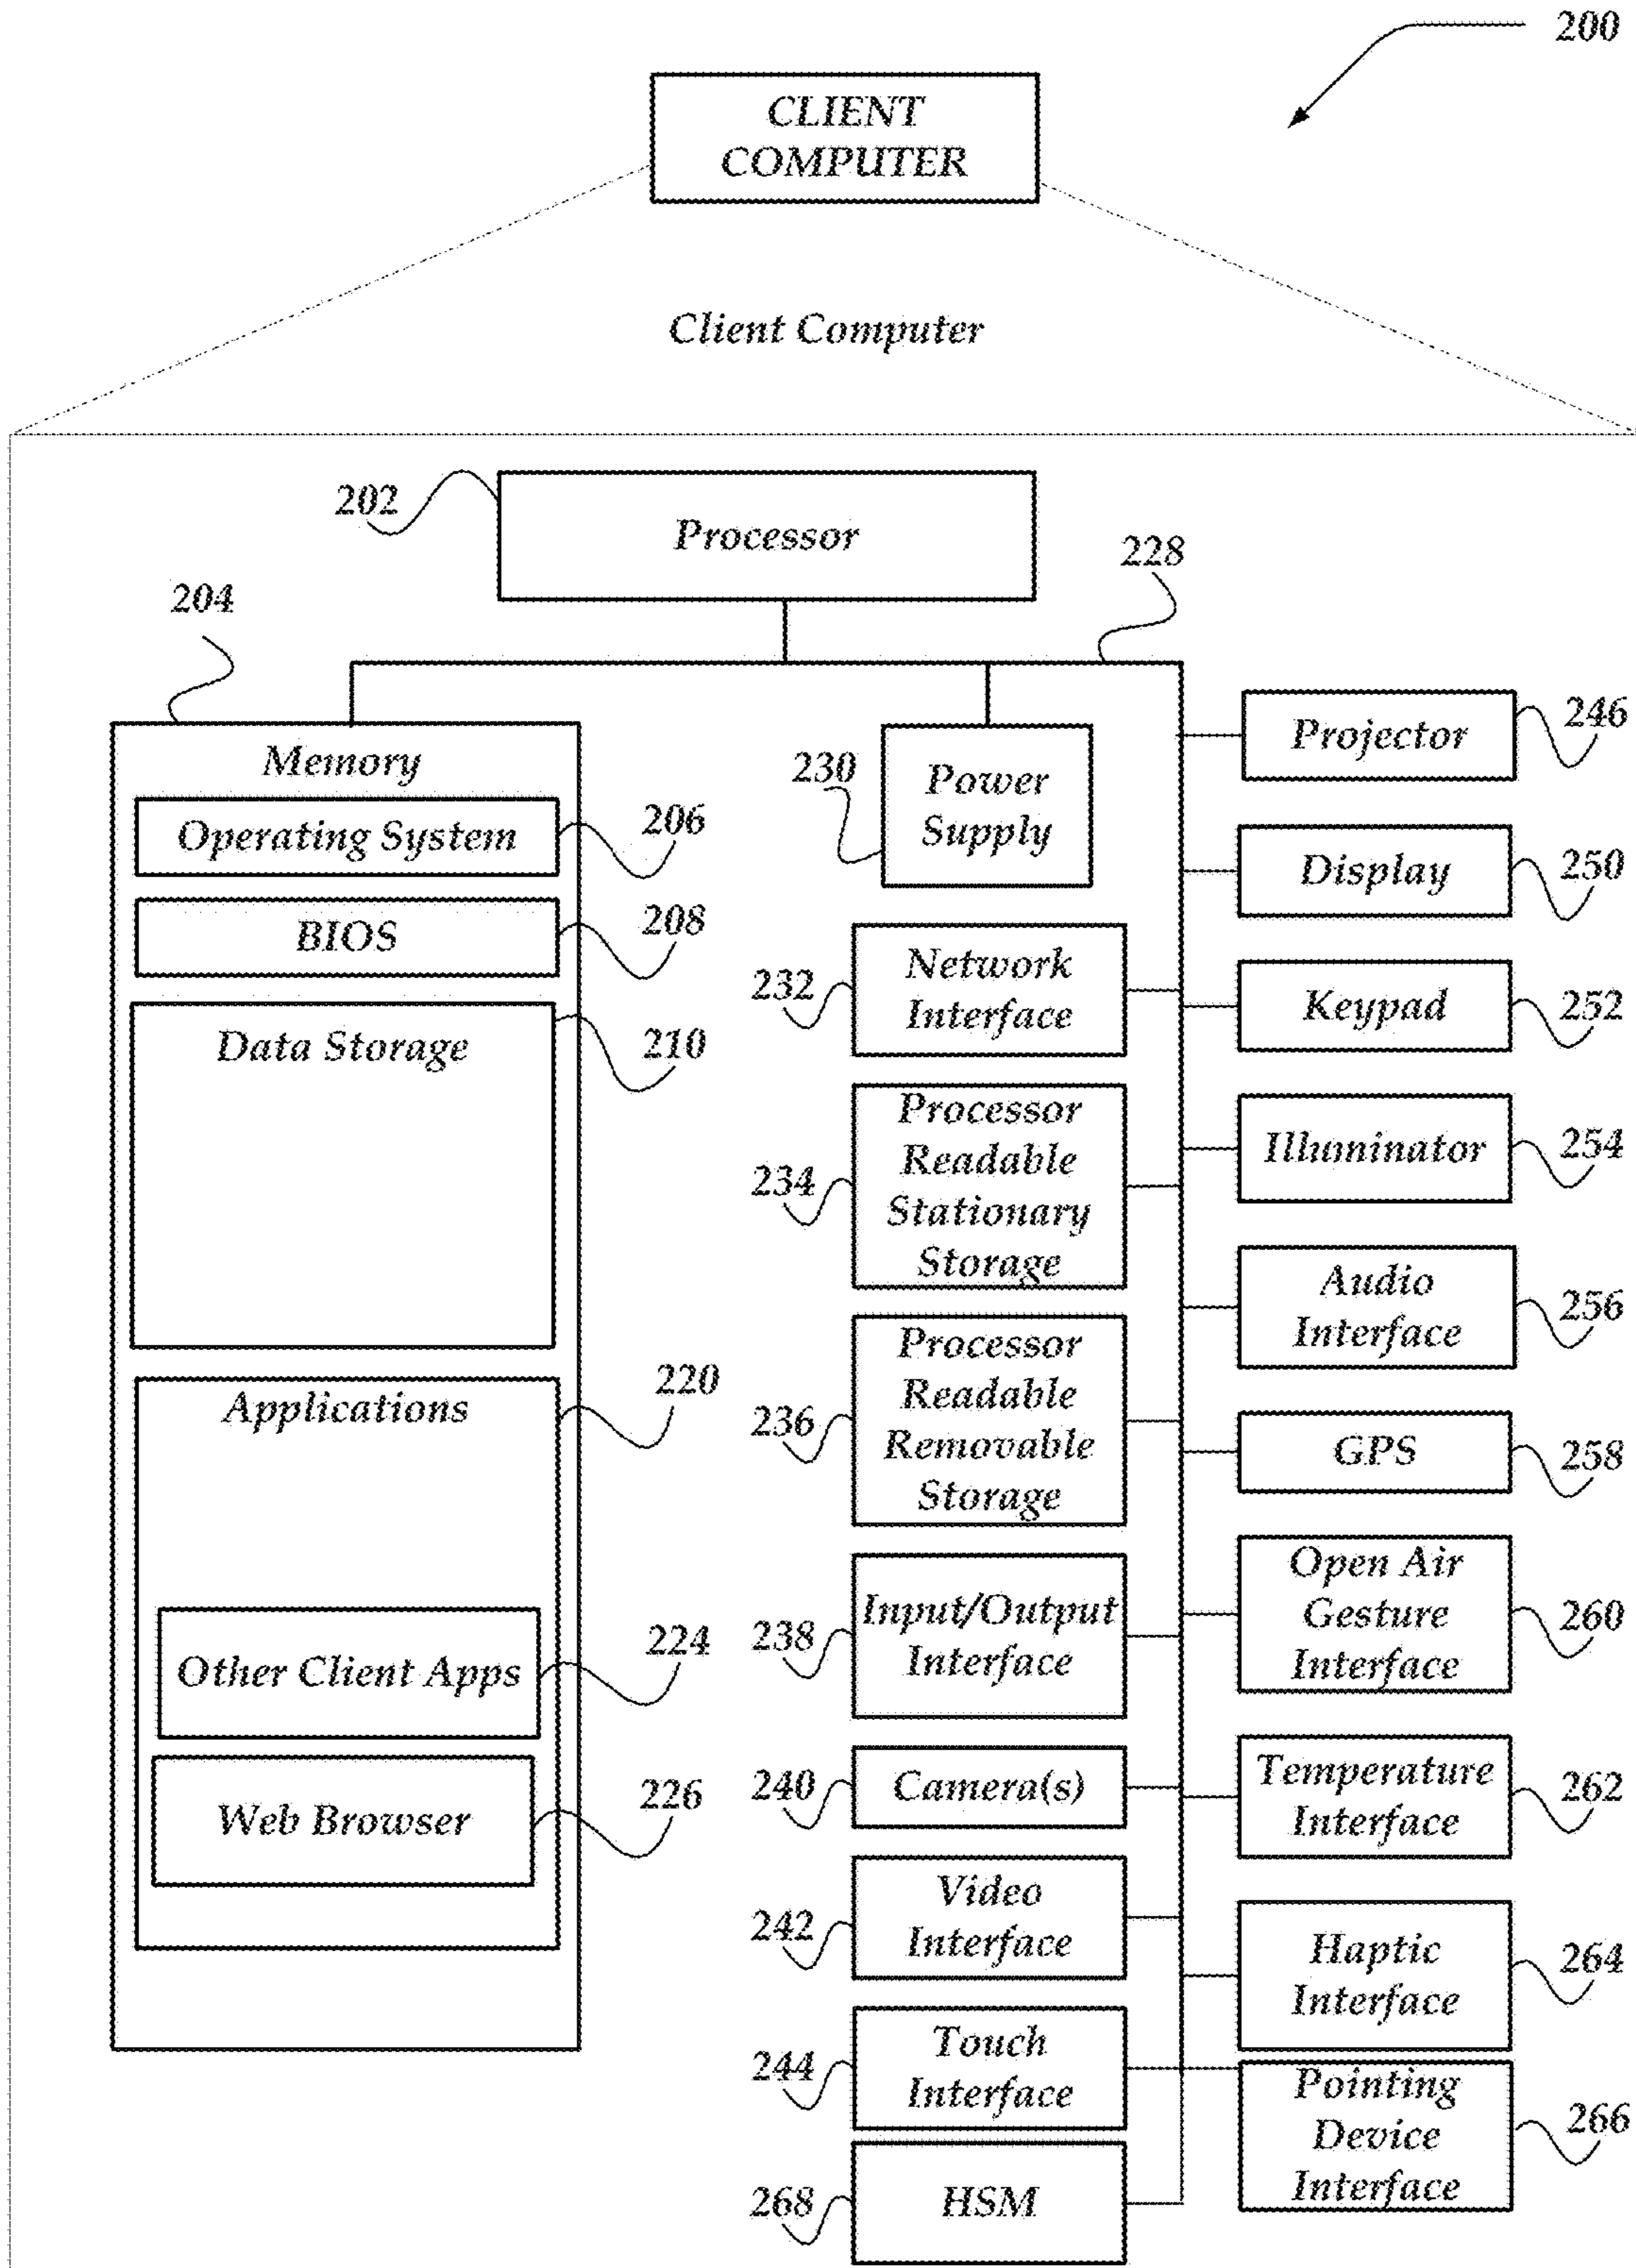 200
CLIENT
COMPUTER
Client Computer
202
Processor
228
204
Memory
Operating System
206
BIOS
208
Data Storage
210
Applications
220
Other Client Apps
224
Web Browser
226
230
Power
Supply
232
Network
Interface
234
Processor
Readable
Stationary
Storage
236
Processor
Readable
Removable
Storage
238
Input/Output
Interface
240
Camera(s)
242
Video
Interface
244
Touch
Interface
268
HSM
Projector
246
Display
250
Keypad
252
Illuminator
254
Audio
Interface
256
GPS
258
Open Air
Gesture
Interface
260
Temperature
Interface
262
Haptic
Interface
264
Pointing
Device
Interface
266